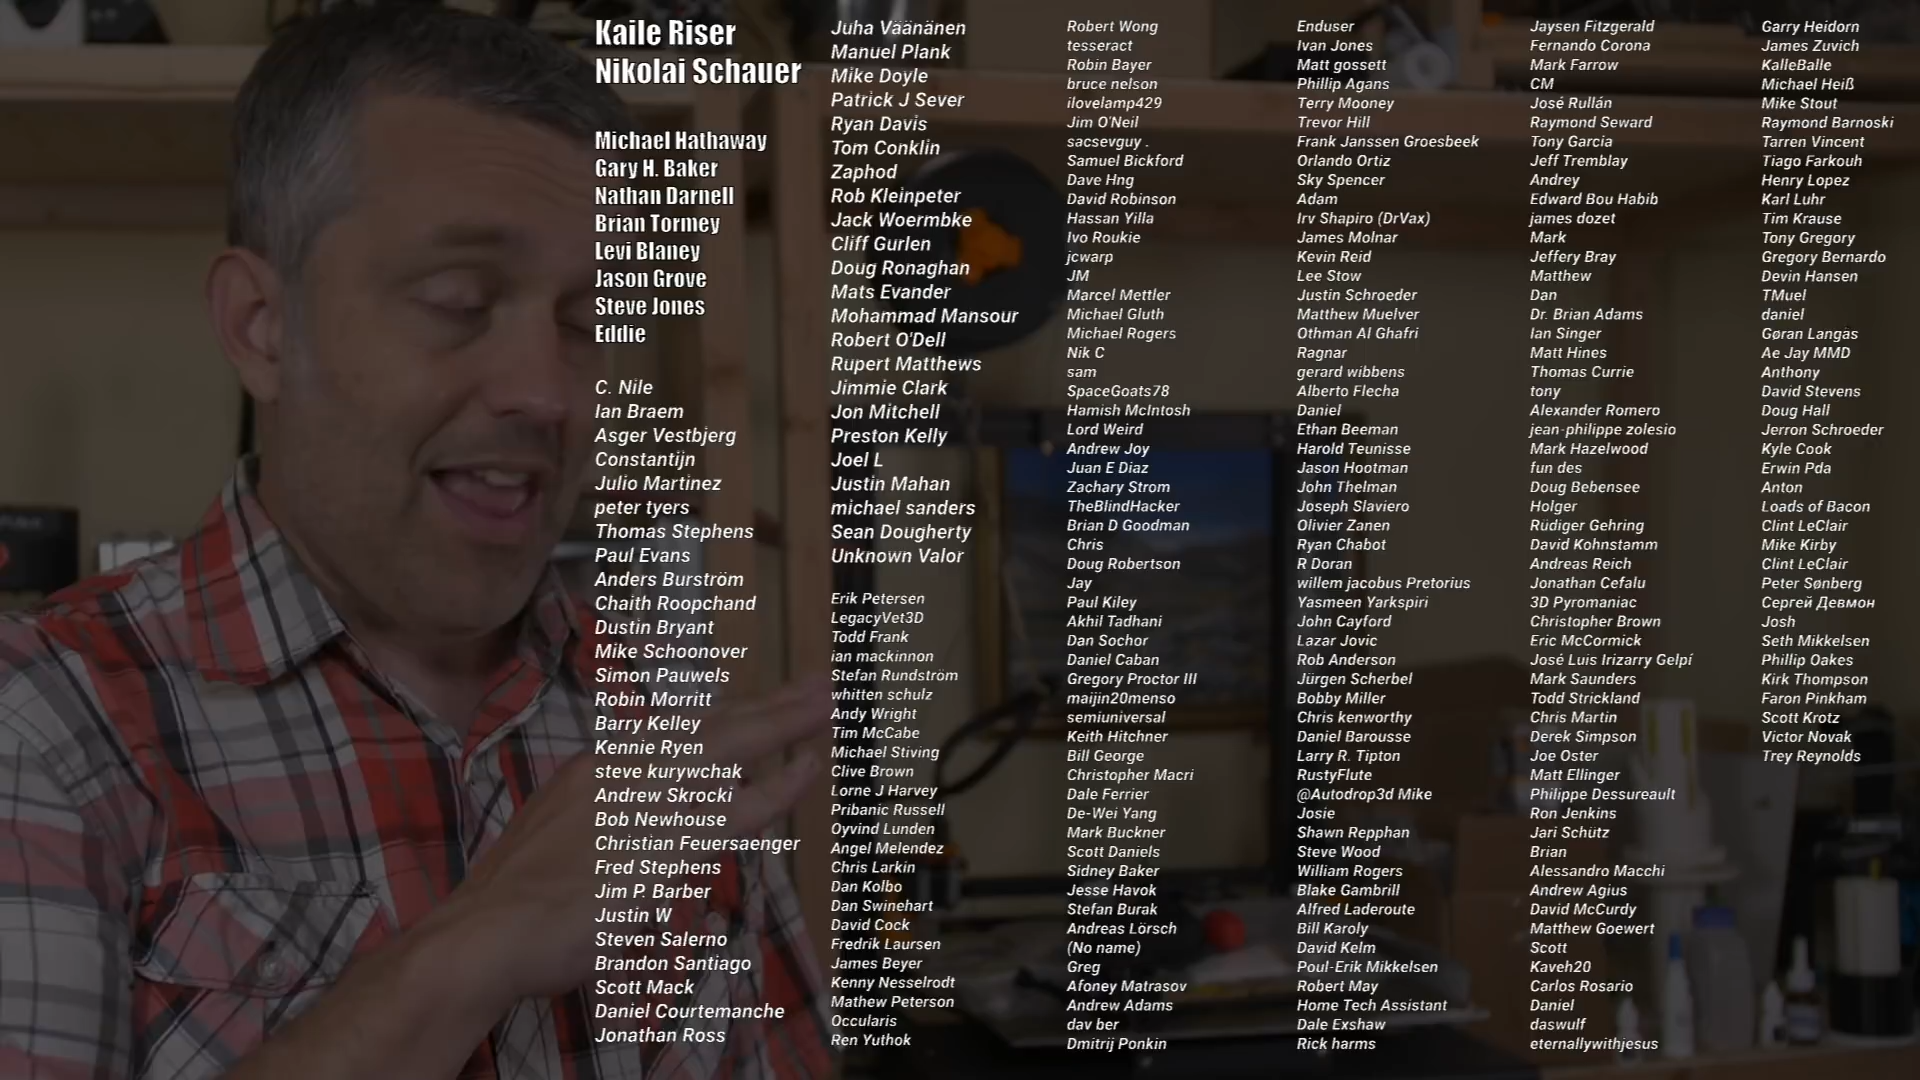 Kaile Riser
Nikolai Schauer
Michael Hathaway
Gary H. Baker
Nathan Darnell
Brian Tormey
Levi Blaney
Jason Grove
Steve Jones
Eddie
C. Nile
Ian Braem
Asger Vestbjerg
Constantijn
Julio Martinez
peter tyers
Thomas Stephens
Paul Evans
Anders Burström
Chaith Roopchand
Dustin Bryant
Mike Schoonover
Simon Pauwels
Robin Morritt
Barry Kelley
Kennie Ryen
steve kurywchak
Andrew Skrocki
Bob Newhouse
Christian Feuersaenger
Fred Stephens
Jim P. Barber
Justin W
Steven Salerno
Brandon Santiago
Scott Mack
Daniel Courtemanche
Jonathan Ross
Juha Väänänen
Manuel Plank
Mike Doyle
Patrick J Sever
Ryan Davis
Tom Conklin
Zaphod
Rob Kleinpeter
Jack Woermbke
Cliff Gurlen
Doug Ronaghan
Mats Evander
Mohammad Mansour
Robert O'Dell
Rupert Matthews
Jimmie Clark
Jon Mitchell
Preston Kelly
Joel L
Justin Mahan
michael sanders
Sean Dougherty
Unknown Valor
Erik Petersen
LegacyVet3D
Todd Frank
ian mackinnon
Stefan Rundström
whitten schulz
Andy Wright
Tim McCabe
Michael Stiving
Clive Brown
Lorne J Harvey
Pribanic Russell
Oyvind Lunden
Angel Melendez
Chris Larkin
Dan Kolbo
Dan Swinehart
David Cock
Fredrik Laursen
James Beyer
Kenny Nesselrodt
Mathew Peterson
Occularis
Ren Yuthok
Robert Wong
tesseract
Robin Bayer
bruce nelson
ilovelamp429
Jim O'Neil
sacsevguy .
Samuel Bickford
Dave Hng
David Robinson
Hassan Yilla
Ivo Roukie
jcwarp
JM
Marcel Mettler
Michael Gluth
Michael Rogers
Nik C
sam
SpaceGoats78
Hamish McIntosh
Lord Weird
Andrew Joy
Juan E Diaz
Zachary Strom
TheBlindHacker
Brian D Goodman
Chris
Doug Robertson
Jay
Paul Kiley
Akhil Tadhani
Dan Sochor
Daniel Caban
Gregory Proctor III
maijin20menso
semiuniversal
Keith Hitchner
Bill George
Christopher Macri
Dale Ferrier
De-Wei Yang
Mark Buckner
Scott Daniels
Sidney Baker
Jesse Havok
Stefan Burak
Andreas Lörsch
(No name)
Greg
Afoney Matrasov
Andrew Adams
dav ber
Dmitrij Ponkin
Enduser
Ivan Jones
Matt gossett
Phillip Agans
Terry Mooney
Trevor Hill
Frank Janssen Groesbeek
Orlando Ortiz
Sky Spencer
Adam
Irv Shapiro (DrVax)
James Molnar
Kevin Reid
Lee Stow
Justin Schroeder
Matthew Muelver
Othman Al Ghafri
Ragnar
gerard wibbens
Alberto Flecha
Daniel
Ethan Beeman
Harold Teunisse
Jason Hootman
John Thelman
Joseph Slaviero
Olivier Zanen
Ryan Chabot
R Doran
willem jacobus Pretorius
Yasmeen Yarkspiri
John Cayford
Lazar Jovic
Rob Anderson
Jürgen Scherbel
Bobby Miller
Chris kenworthy
Daniel Barousse
Larry R. Tipton
RustyFlute
@Autodrop3d Mike
Josie
Shawn Repphan
Steve Wood
William Rogers
Blake Gambrill
Alfred Laderoute
Bill Karoly
David Kelm
Poul-Erik Mikkelsen
Robert May
Home Tech Assistant
Dale Exshaw
Rick harms
Jaysen Fitzgerald
Fernando Corona
Mark Farrow
CM
José Rullán
Raymond Seward
Tony Garcia
Jeff Tremblay
Andrey
Edward Bou Habib
james dozet
Mark
Jeffery Bray
Matthew
Dan
Dr. Brian Adams
Ian Singer
Matt Hines
Thomas Currie
tony
Alexander Romero
jean-philippe zolesio
Mark Hazelwood
fun des
Doug Bebensee
Holger
Rüdiger Gehring
David Kohnstamm
Andreas Reich
Jonathan Cefalu
3D Pyromaniac
Christopher Brown
Eric McCormick
José Luis Irizarry Gelpí
Mark Saunders
Todd Strickland
Chris Martin
Derek Simpson
Joe Oster
Matt Ellinger
Philippe Dessureault
Ron Jenkins
Jari Schütz
Brian
Alessandro Macchi
Andrew Agius
David McCurdy
Matthew Goewert
Scott
Kaveh20
Carlos Rosario
Daniel
daswulf
eternallywithjesus
Garry Heidorn
James Zuvich
KalleBalle
Michael Heiß
Mike Stout
Raymond Barnoski
Tarren Vincent
Tiago Farkouh
Henry Lopez
Karl Luhr
Tim Krause
Tony Gregory
Gregory Bernardo
Devin Hansen
TMuel
daniel
Gøran Langas
Ae Jay MMD
Anthony
David Stevens
Doug Hall
Jerron Schroeder
Kyle Cook
Erwin Pda
Anton
Loads of Bacon
Clint LeClair
Mike Kirby
Clint LeClair
Peter Sønberg
Сергей Девмон
Josh
Seth Mikkelsen
Phillip Oakes
Kirk Thompson
Faron Pinkham
Scott Krotz
Victor Novak
Trey Reynolds